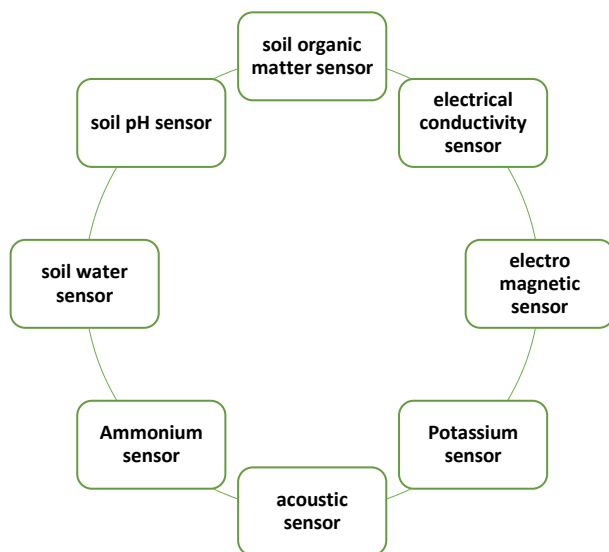 soil organic
matter sensor
electrical
conductivity
sensor
electro
magnetic
sensor
Potassium
sensor
acoustic
sensor
Ammonium
sensor
soil water
sensor
soil pH sensor